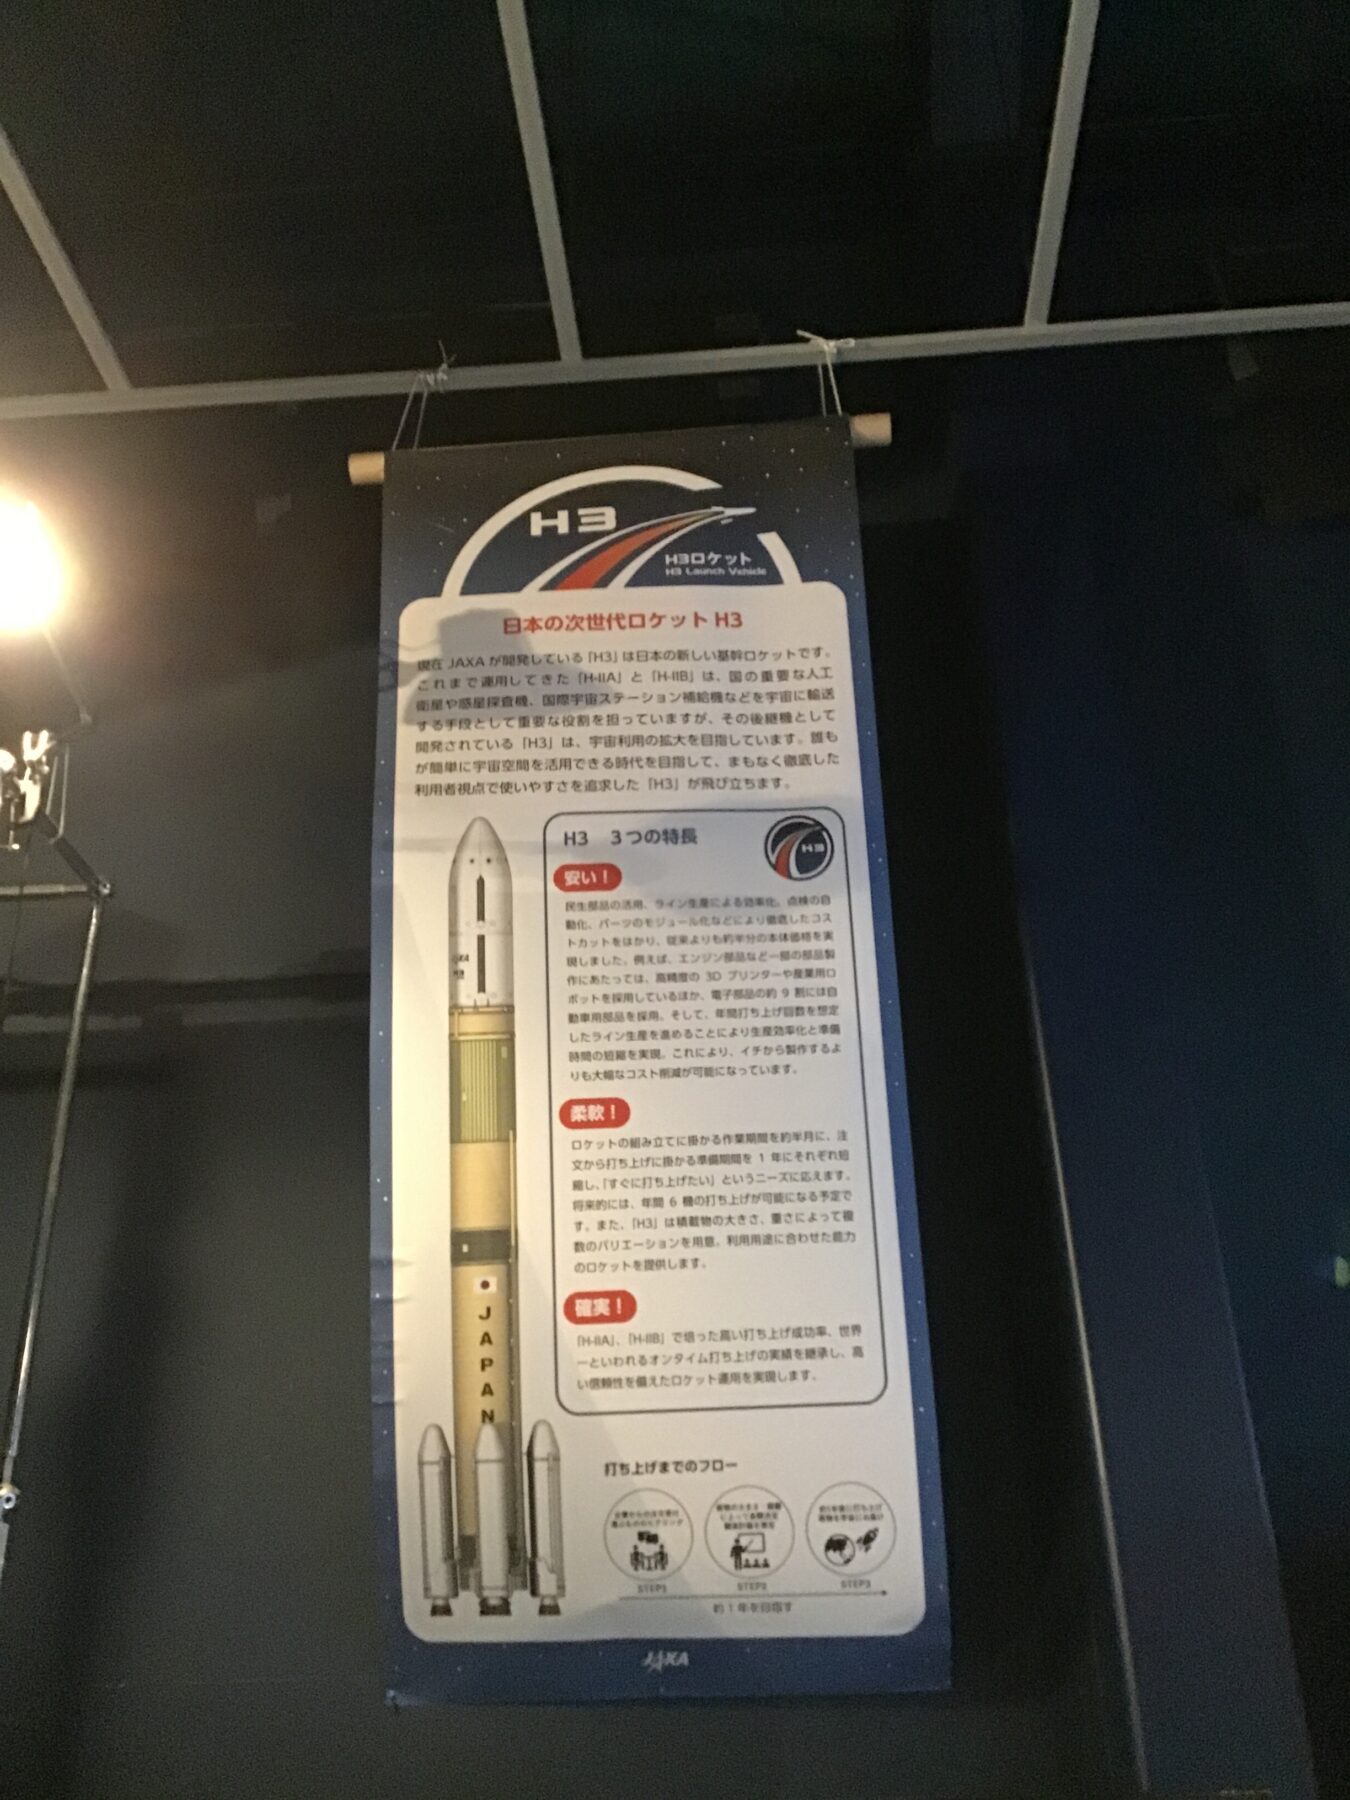 H3
H3ロケット
H3 Launch Vehicle
日本の次世代ロケット H3
現在 JAXA が開発している「H3」は日本の新しい基幹ロケットです。
これまで運用してきた「H-IIA」と「H-IIB」は、国の重要な人工
衛星や惑星探査機、国際宇宙ステーション補給機などを宇宙に輸送
する手段として重要な役割を担っていますが、その後継機として
開発されている「H3」は、宇宙利用の拡大を目指しています。誰も
が簡単に宇宙空間を活用できる時代を目指して、まもなく徹底した
利用者視点で使いやすさを追求した「H3」が飛び立ちます。
H3 3つの特長
H3
安い！
民生部品の活用、ライン生産による効率化、点検の自
動化、パーツのモジュール化などにより徹底したコス
トカットをはかり、従来よりも約半分の本体価格を実
現しました。例えば、エンジン部品など一部の部品製
作にあたっては、高精度の 3D プリンターや産業用ロ
ボットを採用しているほか、電子部品の約 9 割には自
動車用部品を採用。そして、年間打ち上げ回数を想定
したライン生産を進めることにより生産効率化と準備
時間の短縮を実現。これにより、イチから製作するよ
りも大幅なコスト削減が可能になっています。
柔軟！
ロケットの組み立てに掛かる作業期間を約半月に、注
文から打ち上げに掛かる準備期間を 1 年にそれぞれ短
縮し、「すぐに打ち上げたい」というニーズに応えます。
将来的には、年間 6 機の打ち上げが可能になる予定で
す。また、「H3」は積載物の大きさ、重さによって複
数のバリエーションを用意。利用用途に合わせた能力
のロケットを提供します。
確実！
「H-IIA」、「H-IIB」で培った高い打ち上げ成功率、世界
一といわれるオンタイム打ち上げの実績を継承し、高
い信頼性を備えたロケット運用を実現します。
JAXA
H3
JAPAN
打ち上げまでのフロー
STEP1
STEP2
STEP3
約 1 年を目指す
JAXA